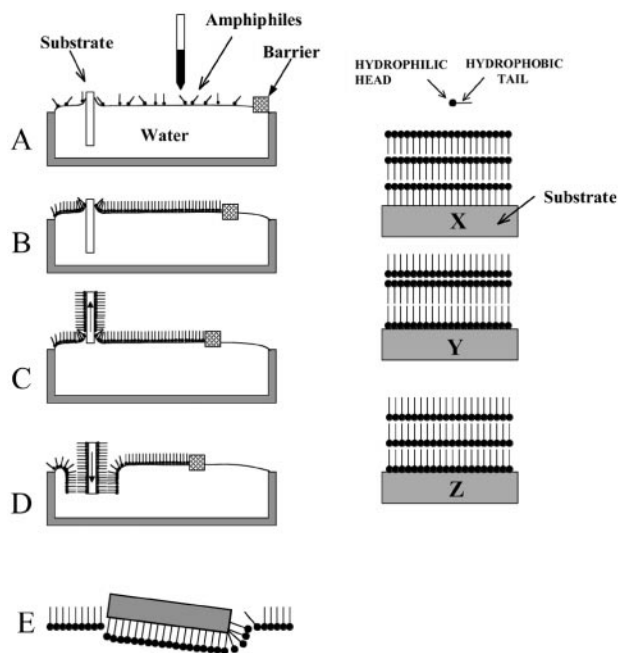 Amphiphiles
Substrate
Barrier
A
Water
B
C
D
E
HYDROPHILIC
HEAD
HYDROPHOBIC
TAIL
Substrate
X
Y
Z